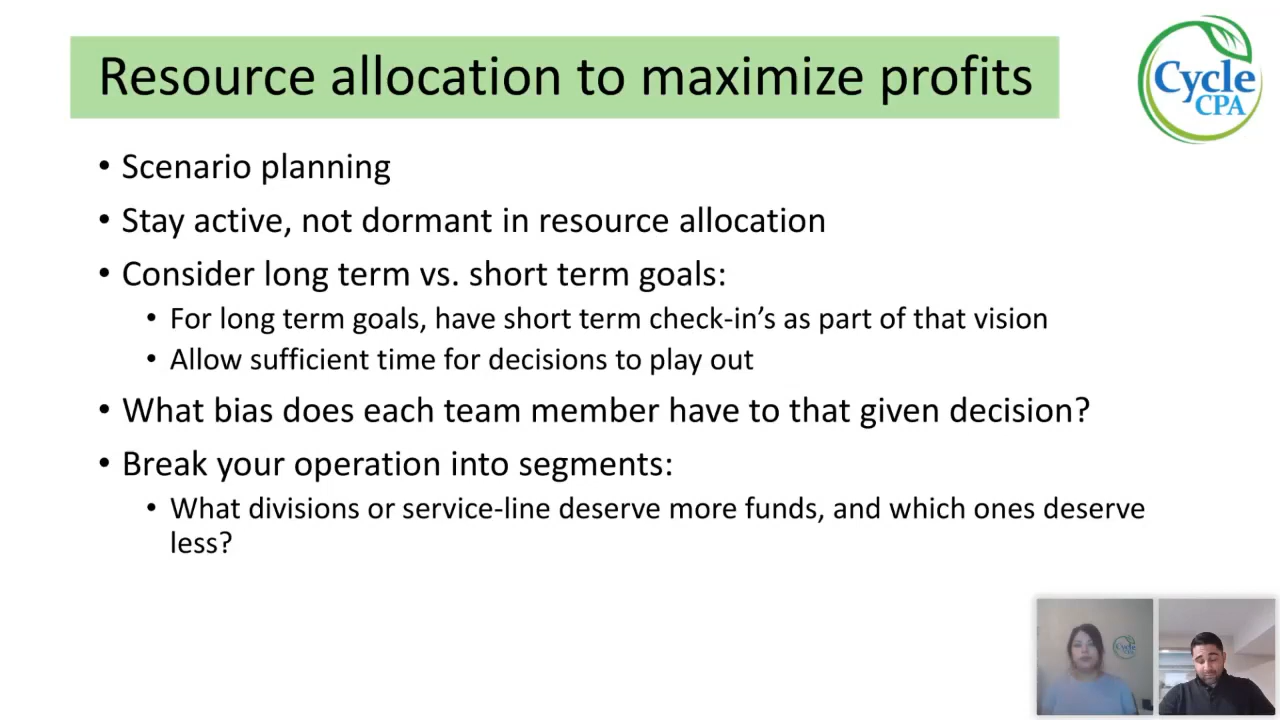 Resource allocation to maximize profits
Cycle
CPA
• Scenario planning
• Stay active, not dormant in resource allocation
• Consider long term vs. short term goals:
• For long term goals, have short term check-in’s as part of that vision
• Allow sufficient time for decisions to play out
• What bias does each team member have to that given decision?
• Break your operation into segments:
• What divisions or service-line deserve more funds, and which ones deserve
less?
Cycle
CPA